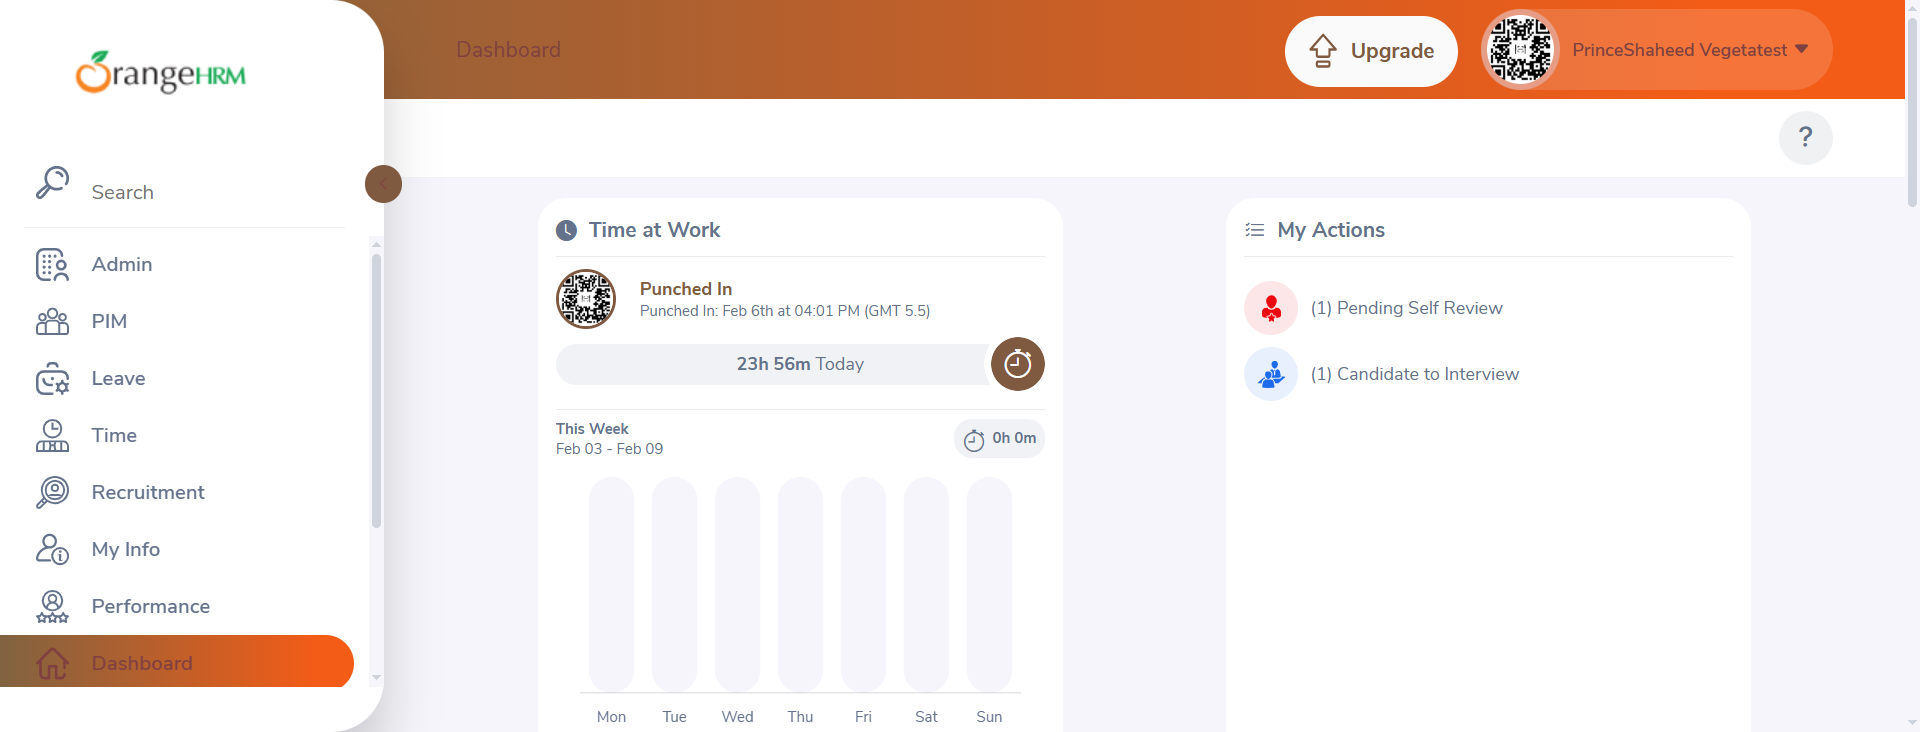 OrangeHRM
Search
Admin
PIM
Leave
Time
Recruitment
My Info
Performance
Dashboard
Dashboard
Upgrade
PrinceShaheed Vegetatest
?
Time at Work
Punched In
Punched In: Feb 6th at 04:01 PM (GMT 5.5)
23h 56m Today
This Week
Feb 03 - Feb 09
0h 0m
Mon Tue Wed Thu Fri Sat Sun
My Actions
(1) Pending Self Review
(1) Candidate to Interview